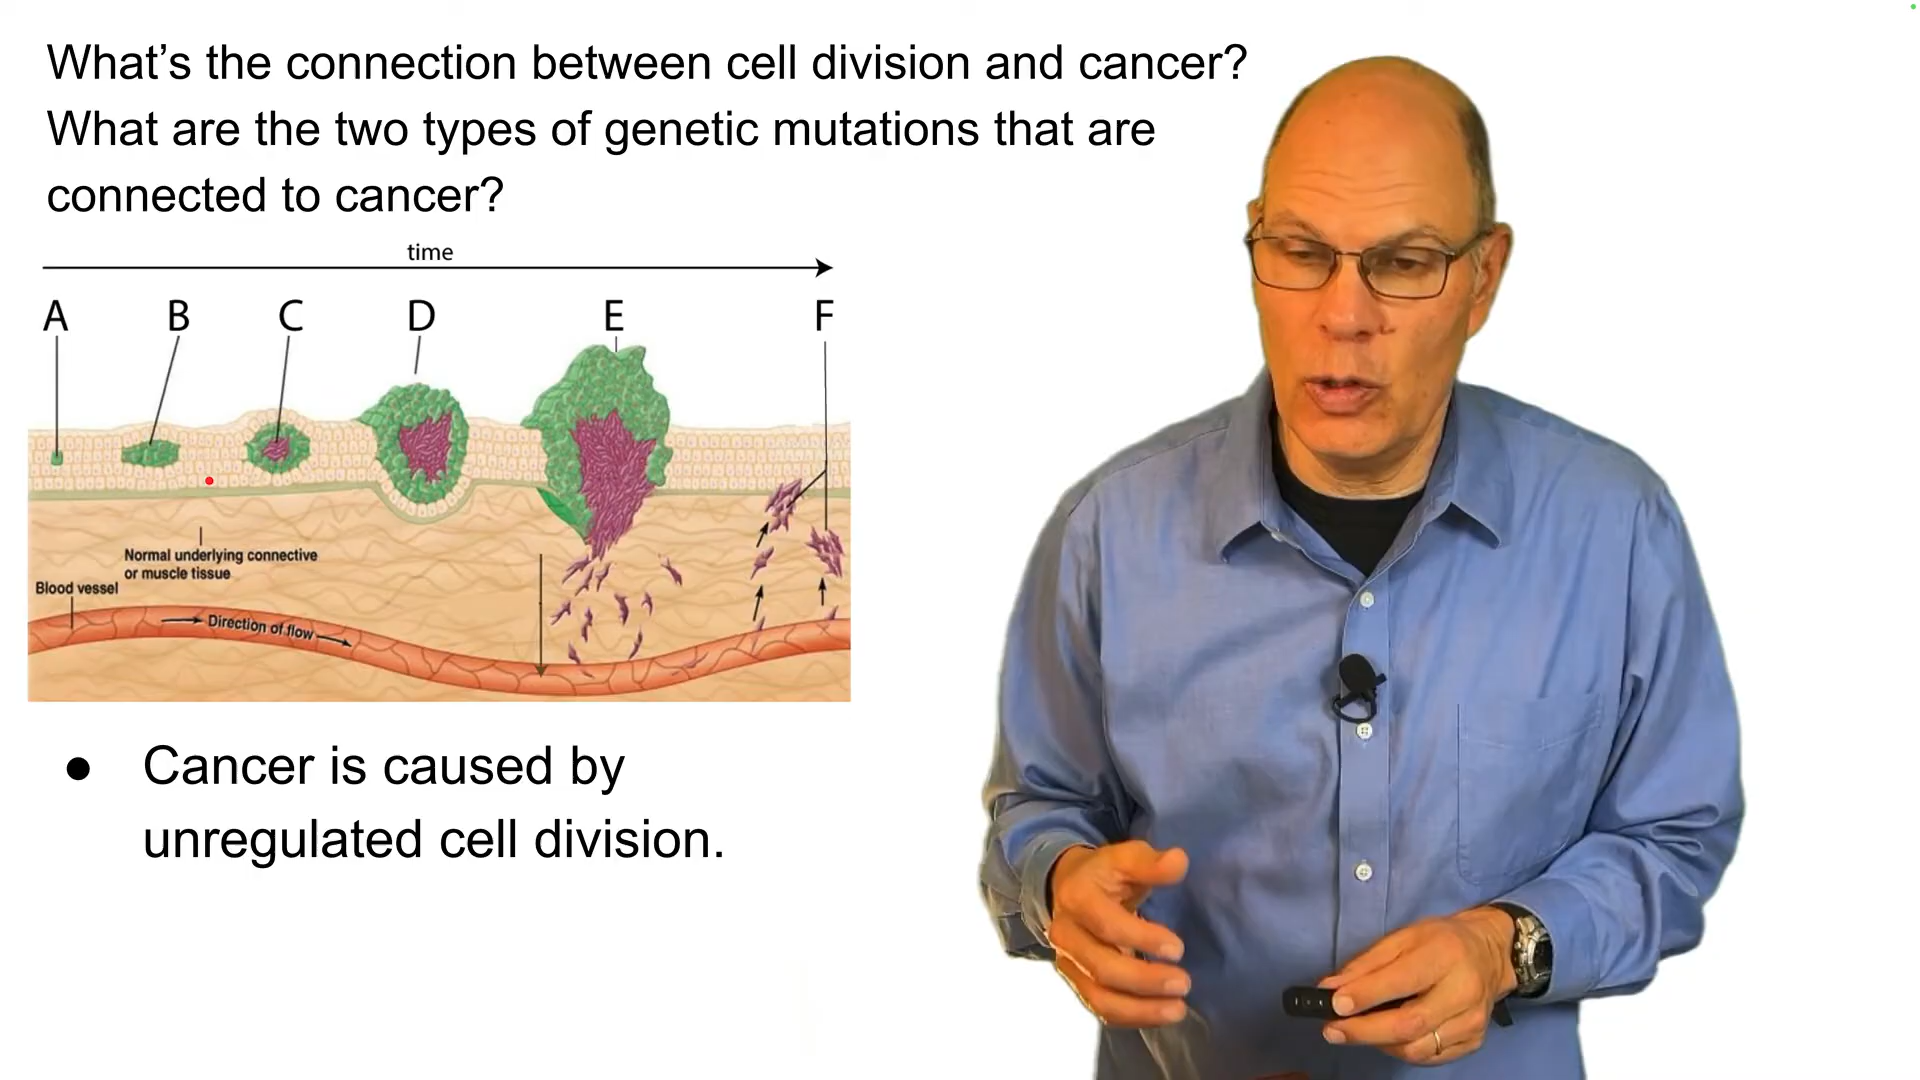 What’s the connection between cell division and cancer?
What are the two types of genetic mutations that are
connected to cancer?
time
A B C D E F
Normal underlying connective
or muscle tissue
Blood vessel
Direction of flow
● Cancer is caused by
unregulated cell division.